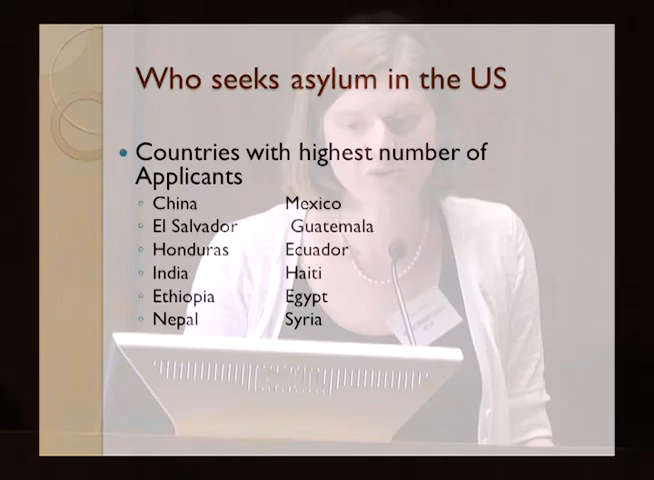 Who seeks asylum in the US
Countries with highest number of
Applicants
China Mexico
El Salvador Guatemala
Honduras Ecuador
India Haiti
Ethiopia Egypt
Nepal Syria